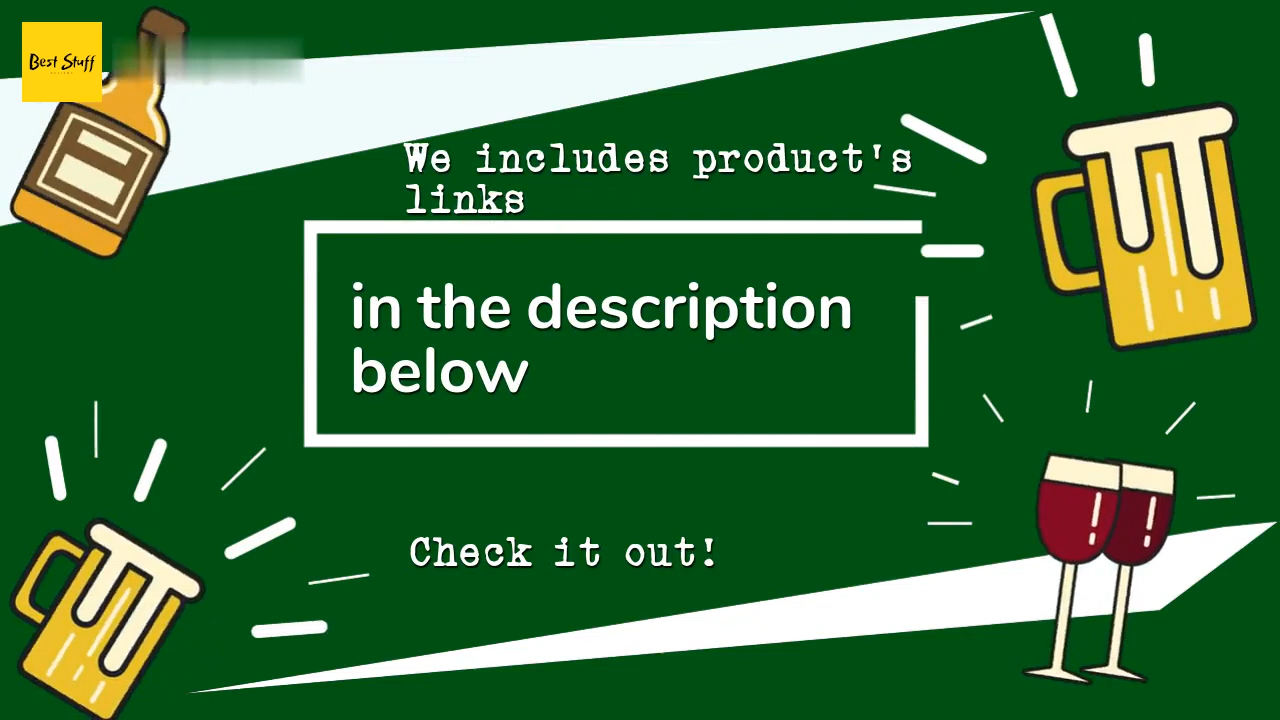 Best Stuff
We includes product's
links
in the description
below
Check it out!